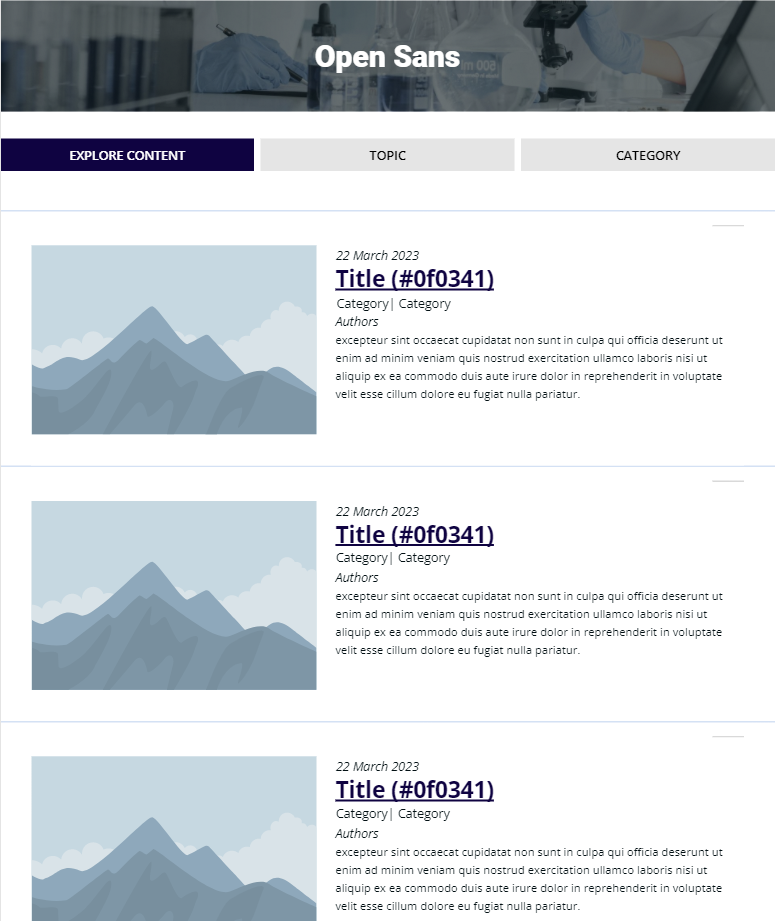 Open Sans
EXPLORE CONTENT
TOPIC
CATEGORY
22 March 2023
Title (#0f0341)
Category| Category
Authors
excepteur sint occaecat cupidatat non sunt in culpa qui officia deserunt ut
enim ad minim veniam quis nostrud exercitation ullamco laboris nisi ut
aliquip ex ea commodo duis aute irure dolor in reprehenderit in voluptate
velit esse cillum dolore eu fugiat nulla pariatur.
22 March 2023
Title (#0f0341)
Category| Category
Authors
excepteur sint occaecat cupidatat non sunt in culpa qui officia deserunt ut
enim ad minim veniam quis nostrud exercitation ullamco laboris nisi ut
aliquip ex ea commodo duis aute irure dolor in reprehenderit in voluptate
velit esse cillum dolore eu fugiat nulla pariatur.
22 March 2023
Title (#0f0341)
Category| Category
Authors
excepteur sint occaecat cupidatat non sunt in culpa qui officia deserunt ut
enim ad minim veniam quis nostrud exercitation ullamco laboris nisi ut
aliquip ex ea commodo duis aute irure dolor in reprehenderit in voluptate
velit esse cillum dolore eu fugiat nulla pariatur.